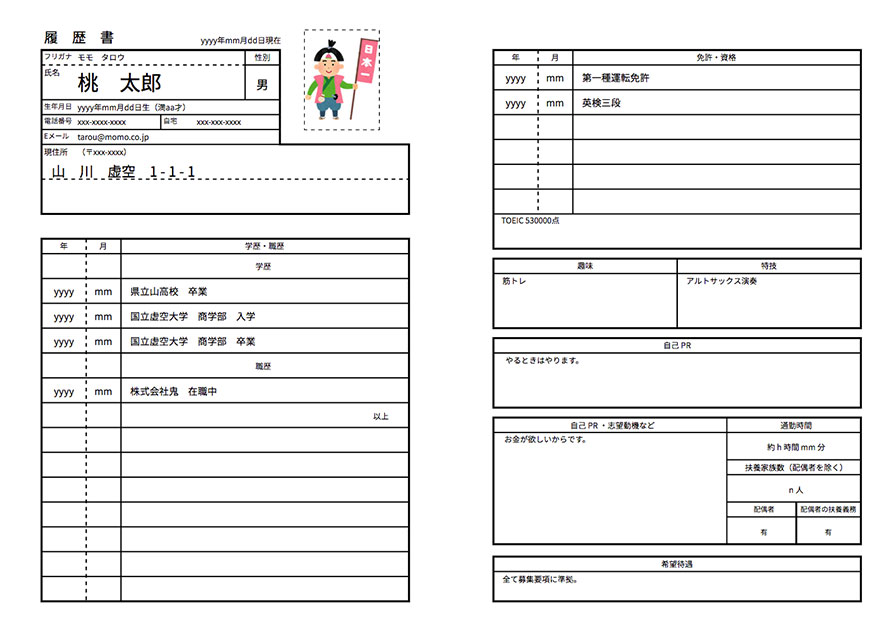 履 歴 書
yyyy年mm月dd日現在
フリガナ モモ タロウ
性別
氏名
桃 太郎
男
生年月日 yyyy年mm月dd日生（満aa才）
電話番号 xxx-xxxx-xxxx 自宅 xxx-xxx-xxxx
Eメール tarou@momo.co.jp
現住所 （〒xxx-xxxx）
山 川 虚空 1-1-1
日本一
年 月 学歴・職歴
学歴
yyyy mm 県立山高校 卒業
yyyy mm 国立虚空大学 商学部 入学
yyyy mm 国立虚空大学 商学部 卒業
職歴
yyyy mm 株式会社鬼 在職中
以上
年 月 免許・資格
yyyy mm 第一種運転免許
yyyy mm 英検三段
TOEIC 530000点
趣味 特技
筋トレ アルトサックス演奏
自己PR
やるときはやります。
自己PR・志望動機など
お金が欲しいからです。
通勤時間
約 h 時間 mm 分
扶養家族数（配偶者を除く）
n 人
配偶者 配偶者の扶養義務
有 有
希望待遇
全て募集要項に準拠。